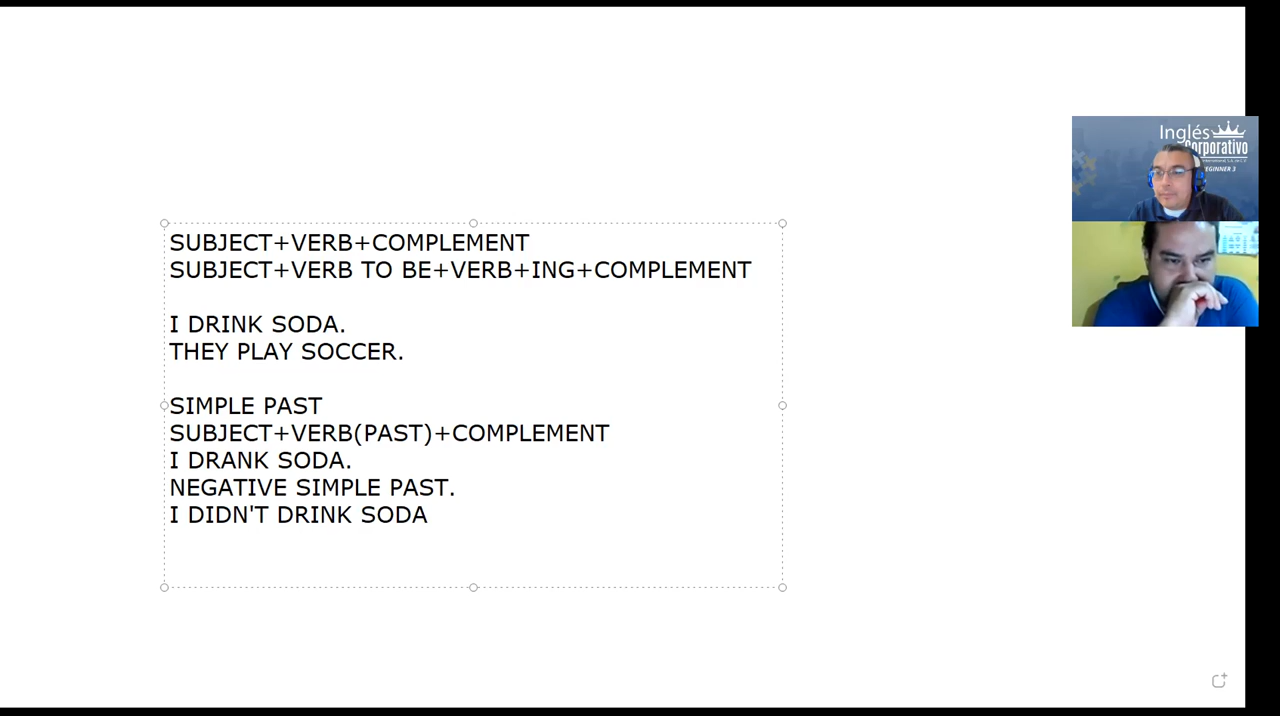 SUBJECT+VERB+COMPLEMENT
SUBJECT+VERB TO BE+VERB+ING+COMPLEMENT
I DRINK SODA.
THEY PLAY SOCCER.
SIMPLE PAST
SUBJECT+VERB(PAST)+COMPLEMENT
I DRANK SODA.
NEGATIVE SIMPLE PAST.
I DIDN'T DRINK SODA
Inglés
Corporativo
EGINNER 3